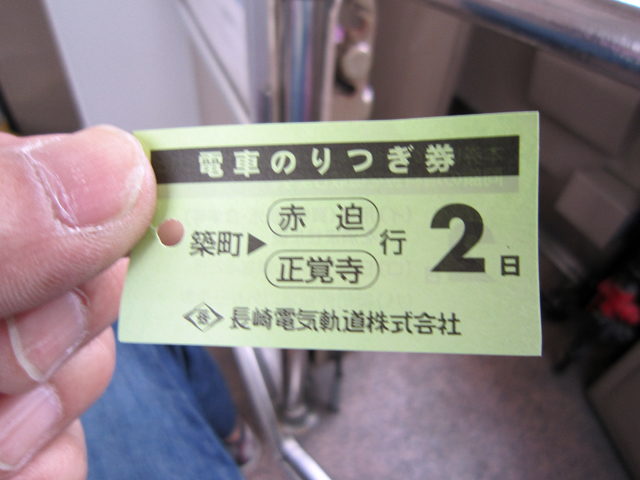 電車のりつぎ券
築町▶ 赤迫 正覚寺 行 2日
長崎電気軌道株式会社